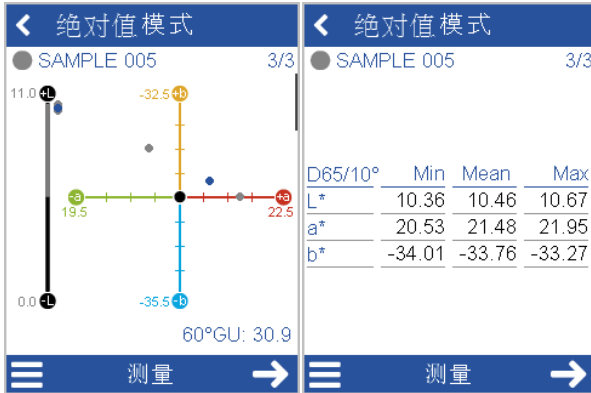 绝对值模式
SAMPLE 005 3/3
11.0 +L -32.5 +b
-a +a
19.5 22.5
0.0 -L -35.5 -b
60°GU: 30.9
测量
绝对值模式
SAMPLE 005 3/3
D65/10° Min Mean Max
L* 10.36 10.46 10.67
a* 20.53 21.48 21.95
b* -34.01 -33.76 -33.27
测量